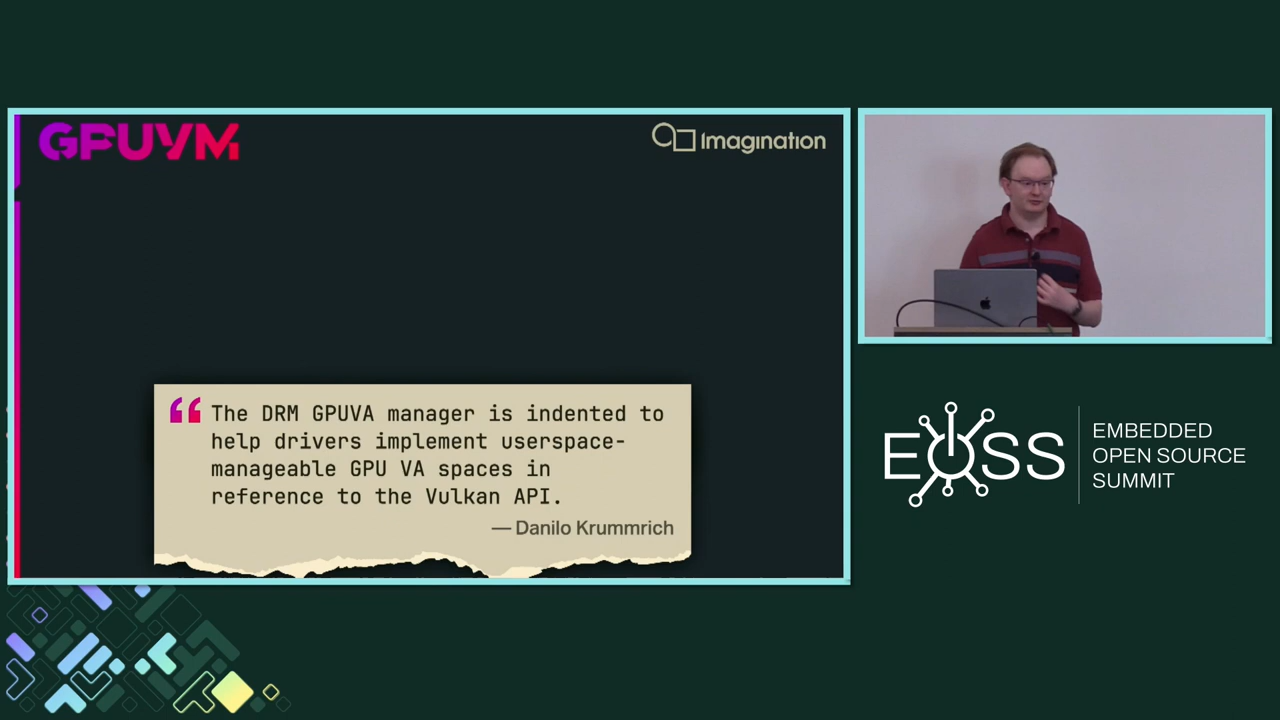 GPUVM
Imagination
“The DRM GPUVA manager is indented to
help drivers implement userspace-
manageable GPU VA spaces in
reference to the Vulkan API.
— Danilo Krummrich
EOSS
EMBEDDED
OPEN SOURCE
SUMMIT